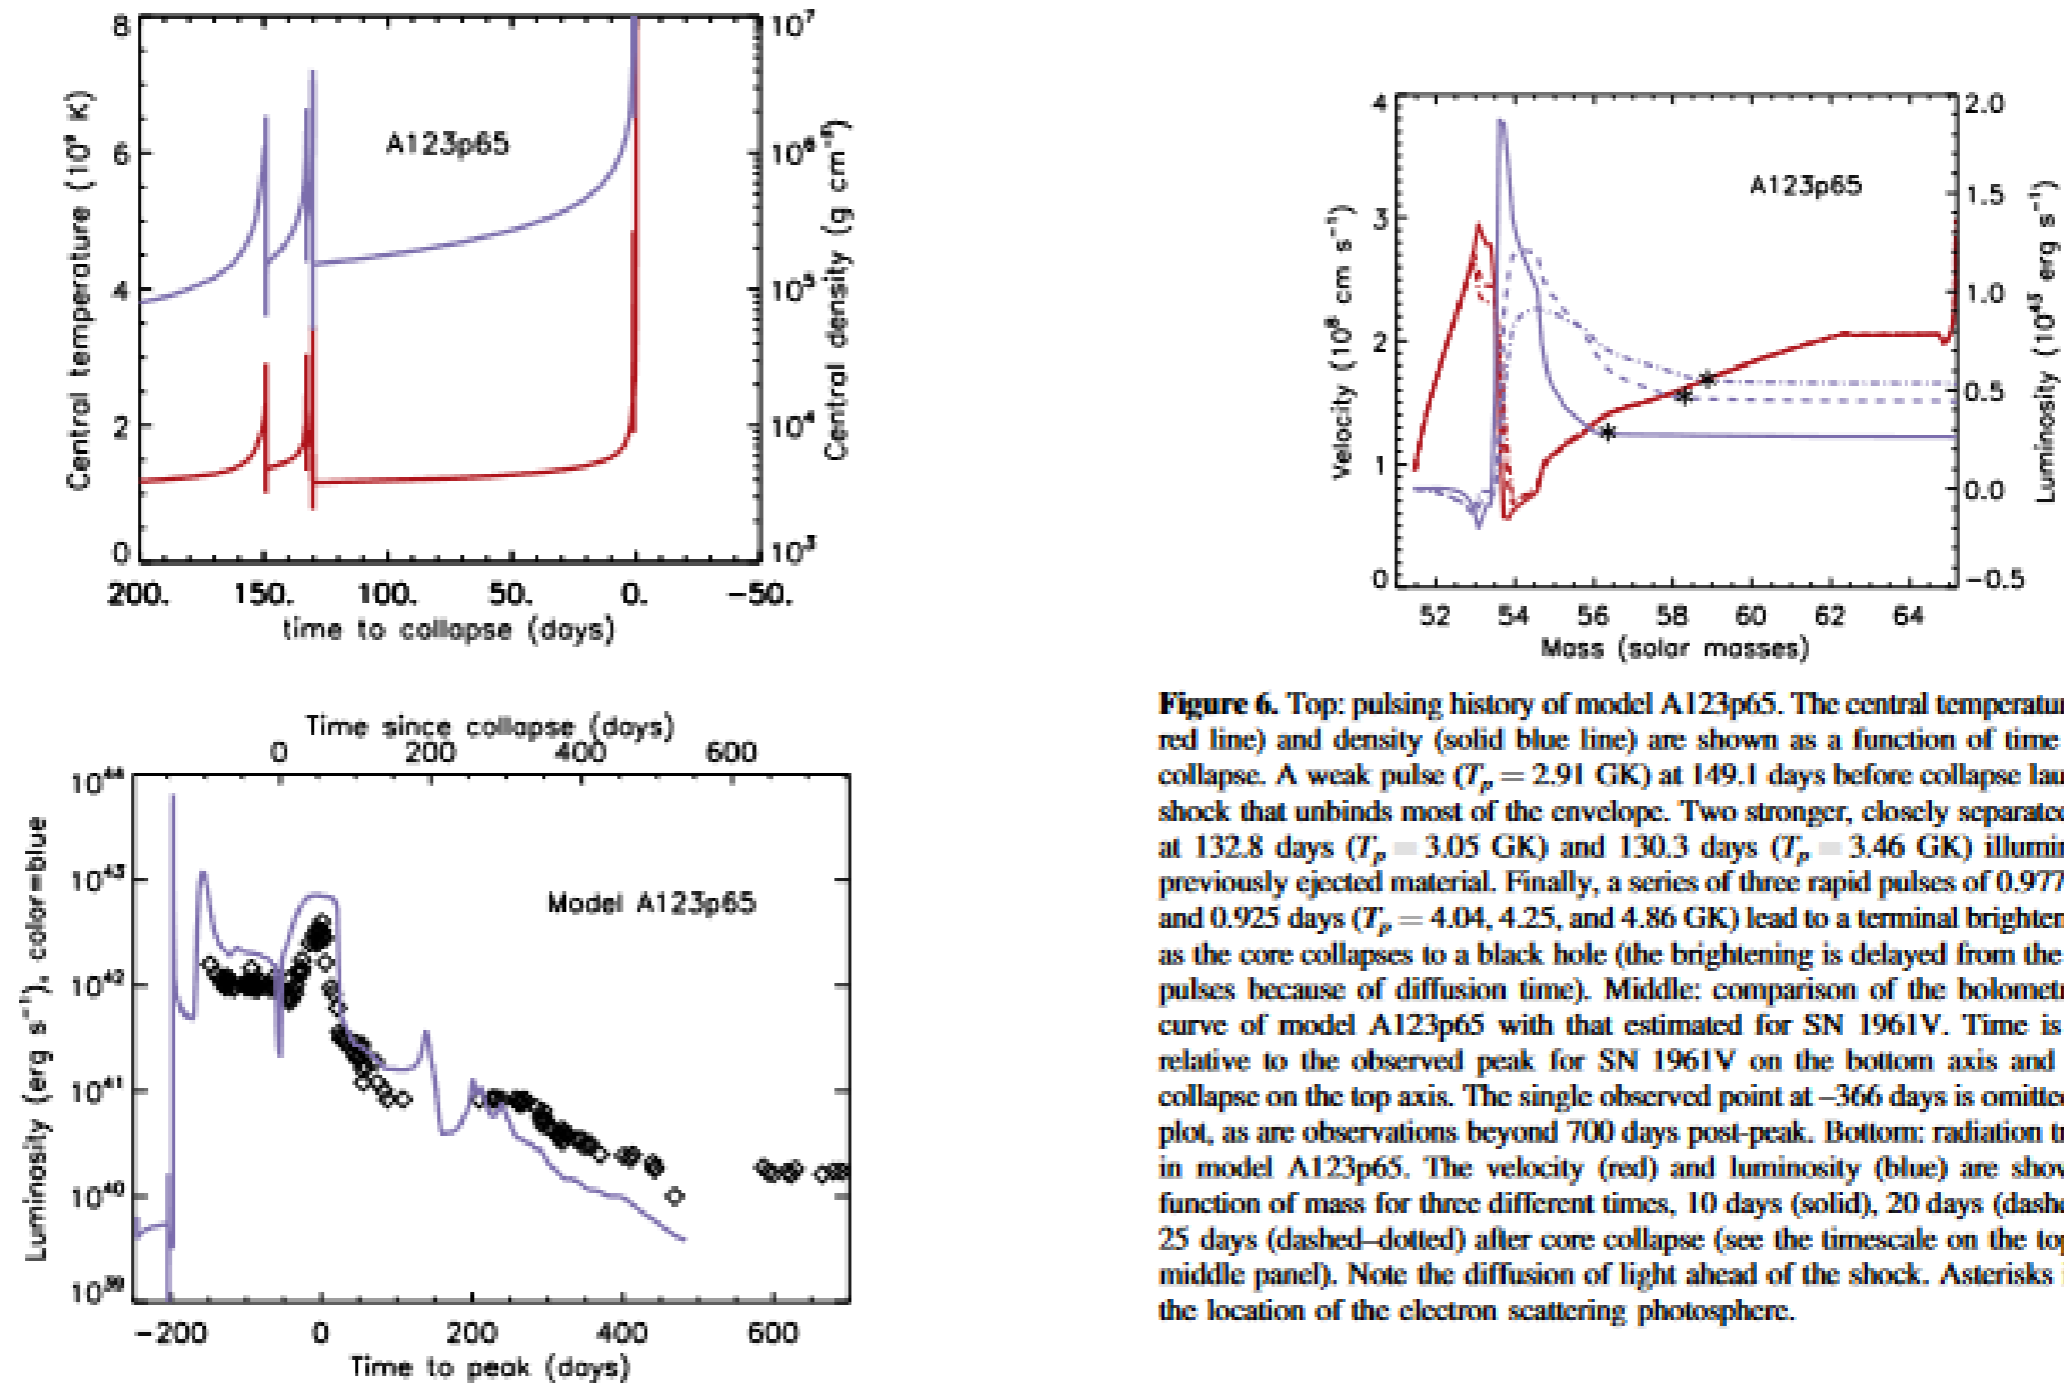 8
6
4
2
0
Central temperature (10⁹ K)
A123p65
10⁷
10⁶
10⁵
10⁴
10³
Central density (g cm⁻³)
200. 150. 100. 50. 0. −50.
time to collapse (days)
Time since collapse (days)
0 200 400 600
10⁴⁴
10⁴³
10⁴²
10⁴¹
10⁴⁰
10³⁹
Luminosity (erg s⁻¹), color=blue
Model A123p65
−200 0 200 400 600
Time to peak (days)
4
3
2
1
0
Velocity (10⁸ cm s⁻¹)
A123p65
2.0
1.5
1.0
0.5
0.0
−0.5
Luminosity (10⁴³ erg s⁻¹)
52 54 56 58 60 62 64
Mass (solar masses)
Figure 6. Top: pulsing history of model A123p65. The central temperatur
red line) and density (solid blue line) are shown as a function of time
collapse. A weak pulse (Tp = 2.91 GK) at 149.1 days before collapse lau
shock that unbinds most of the envelope. Two stronger, closely separated
at 132.8 days (Tp = 3.05 GK) and 130.3 days (Tp = 3.46 GK) illumin
previously ejected material. Finally, a series of three rapid pulses of 0.977
and 0.925 days (Tp = 4.04, 4.25, and 4.86 GK) lead to a terminal brighten
as the core collapses to a black hole (the brightening is delayed from the
pulses because of diffusion time). Middle: comparison of the bolometr
curve of model A123p65 with that estimated for SN 1961V. Time is
relative to the observed peak for SN 1961V on the bottom axis and
collapse on the top axis. The single observed point at –366 days is omitted
plot, as are observations beyond 700 days post-peak. Bottom: radiation tr
in model A123p65. The velocity (red) and luminosity (blue) are show
function of mass for three different times, 10 days (solid), 20 days (dashe
25 days (dashed–dotted) after core collapse (see the timescale on the top
middle panel). Note the diffusion of light ahead of the shock. Asterisks i
the location of the electron scattering photosphere.